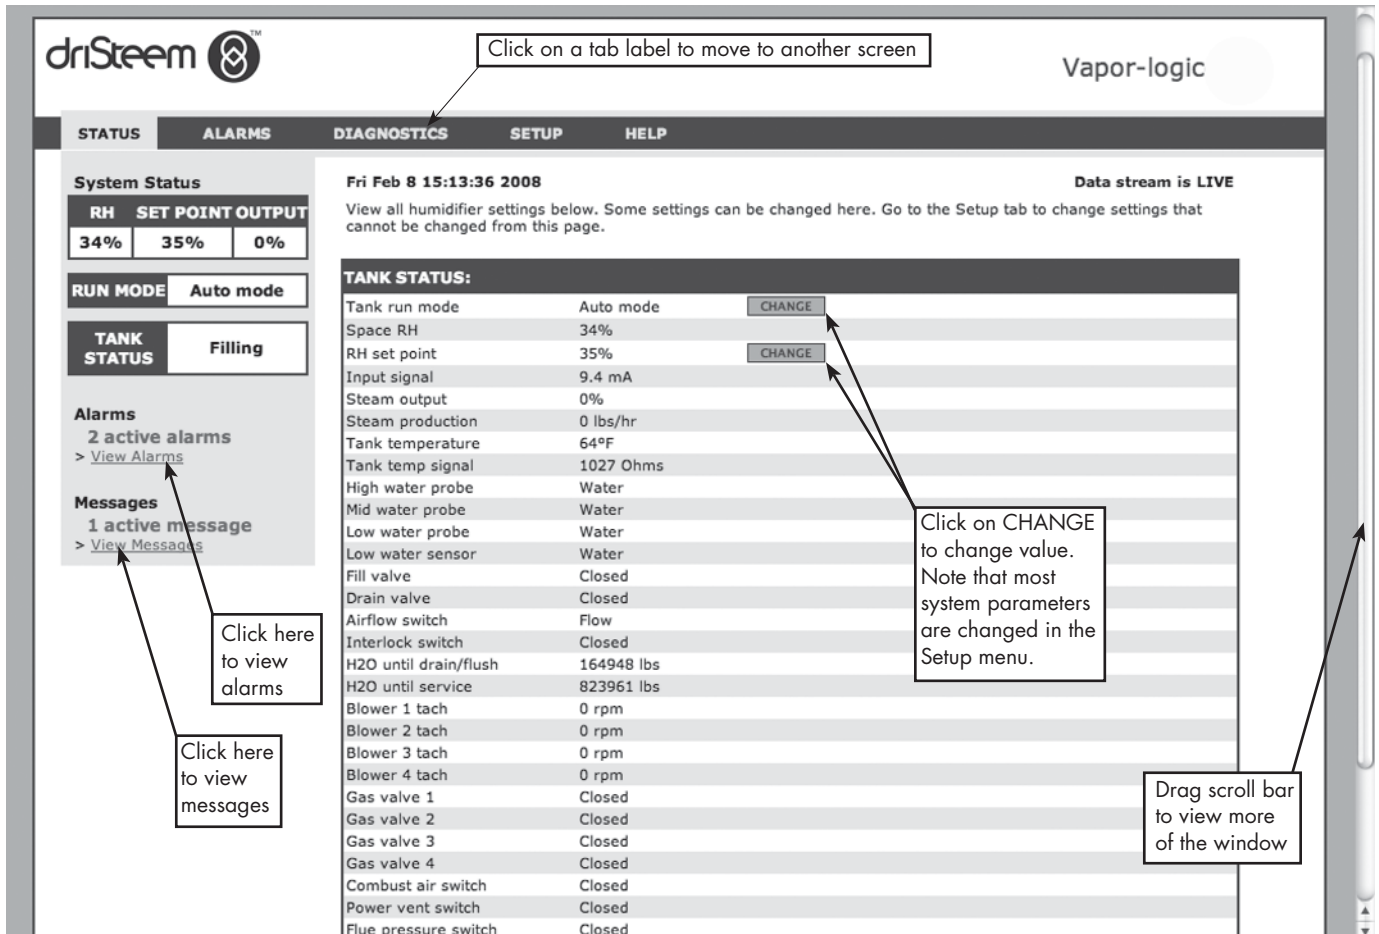 driSteem ™
Click on a tab label to move to another screen
Vapor-logic
STATUS ALARMS DIAGNOSTICS SETUP HELP
System Status
RH SET POINT OUTPUT
34% 35% 0%
RUN MODE Auto mode
TANK STATUS Filling
Alarms
2 active alarms
> View Alarms
Messages
1 active message
> View Messages
Click here
to view
alarms
Click here
to view
messages
Fri Feb 8 15:13:36 2008 Data stream is LIVE
View all humidifier settings below. Some settings can be changed here. Go to the Setup tab to change settings that
cannot be changed from this page.
TANK STATUS:
Tank run mode Auto mode CHANGE
Space RH 34%
RH set point 35% CHANGE
Input signal 9.4 mA
Steam output 0%
Steam production 0 lbs/hr
Tank temperature 64ºF
Tank temp signal 1027 Ohms
High water probe Water
Mid water probe Water
Low water probe Water
Low water sensor Water
Fill valve Closed
Drain valve Closed
Airflow switch Flow
Interlock switch Closed
H2O until drain/flush 164948 lbs
H2O until service 823961 lbs
Blower 1 tach 0 rpm
Blower 2 tach 0 rpm
Blower 3 tach 0 rpm
Blower 4 tach 0 rpm
Gas valve 1 Closed
Gas valve 2 Closed
Gas valve 3 Closed
Gas valve 4 Closed
Combust air switch Closed
Power vent switch Closed
Flue pressure switch Closed
Click on CHANGE
to change value.
Note that most
system parameters
are changed in the
Setup menu.
Drag scroll bar
to view more
of the window